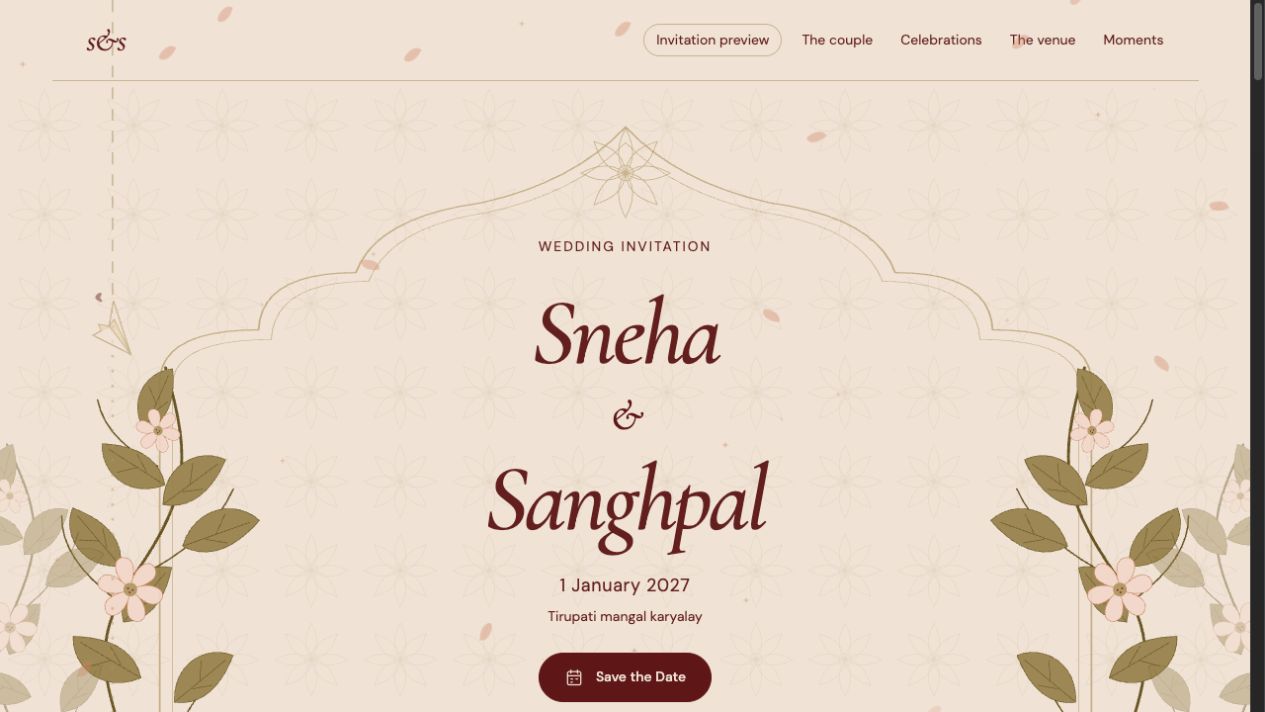 s&s
Invitation preview
The couple
Celebrations
The venue
Moments
WEDDING INVITATION
Sneha
&
Sanghpal
1 January 2027
Tirupati mangal karyalay
Save the Date